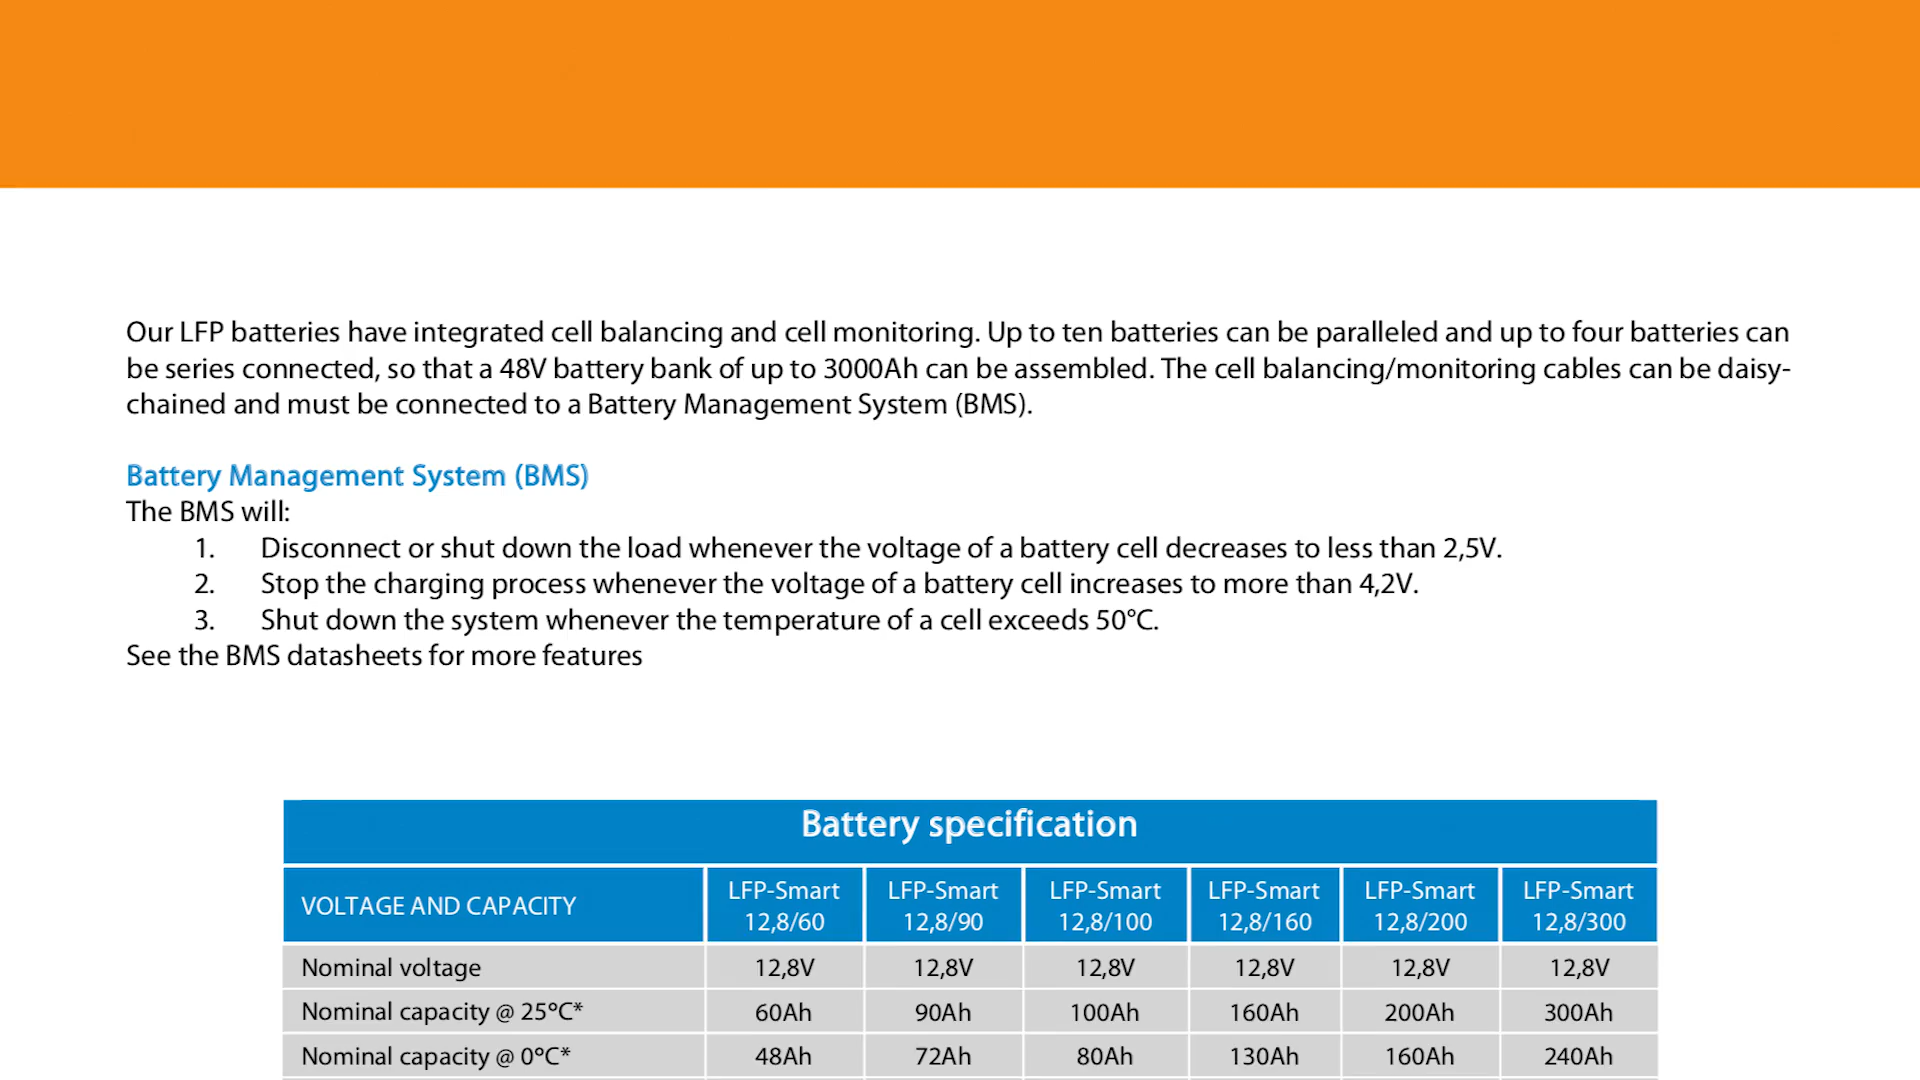 Our LFP batteries have integrated cell balancing and cell monitoring. Up to ten batteries can be paralleled and up to four batteries can
be series connected, so that a 48V battery bank of up to 3000Ah can be assembled. The cell balancing/monitoring cables can be daisy-
chained and must be connected to a Battery Management System (BMS).
Battery Management System (BMS)
The BMS will:
1. Disconnect or shut down the load whenever the voltage of a battery cell decreases to less than 2,5V.
2. Stop the charging process whenever the voltage of a battery cell increases to more than 4,2V.
3. Shut down the system whenever the temperature of a cell exceeds 50°C.
See the BMS datasheets for more features
Battery specification
VOLTAGE AND CAPACITY LFP-Smart 12,8/60 LFP-Smart 12,8/90 LFP-Smart 12,8/100 LFP-Smart 12,8/160 LFP-Smart 12,8/200 LFP-Smart 12,8/300
Nominal voltage 12,8V 12,8V 12,8V 12,8V 12,8V 12,8V
Nominal capacity @ 25°C* 60Ah 90Ah 100Ah 160Ah 200Ah 300Ah
Nominal capacity @ 0°C* 48Ah 72Ah 80Ah 130Ah 160Ah 240Ah